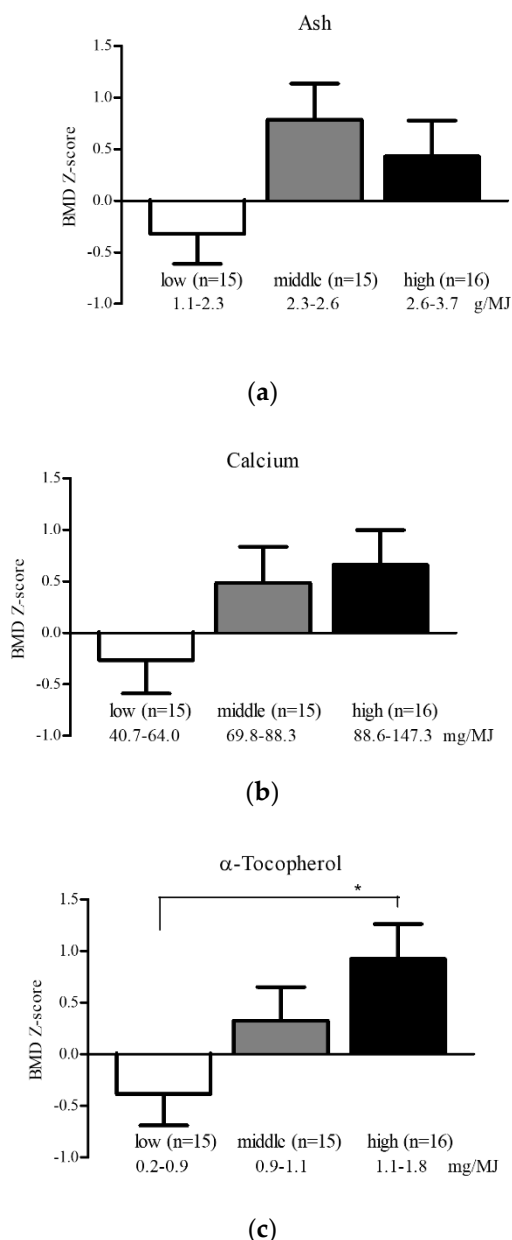 Ash
1.5
1.0
0.5
0.0
-0.5
-1.0
BMD Z-score
low (n=15) middle (n=15) high (n=16)
1.1-2.3 2.3-2.6 2.6-3.7 g/MJ
(a)
Calcium
1.5
1.0
0.5
0.0
-0.5
-1.0
BMD Z-score
low (n=15) middle (n=15) high (n=16)
40.7-64.0 69.8-88.3 88.6-147.3 mg/MJ
(b)
α-Tocopherol
*
1.5
1.0
0.5
0.0
-0.5
-1.0
BMD Z-score
low (n=15) middle (n=15) high (n=16)
0.2-0.9 0.9-1.1 1.1-1.8 mg/MJ
(c)